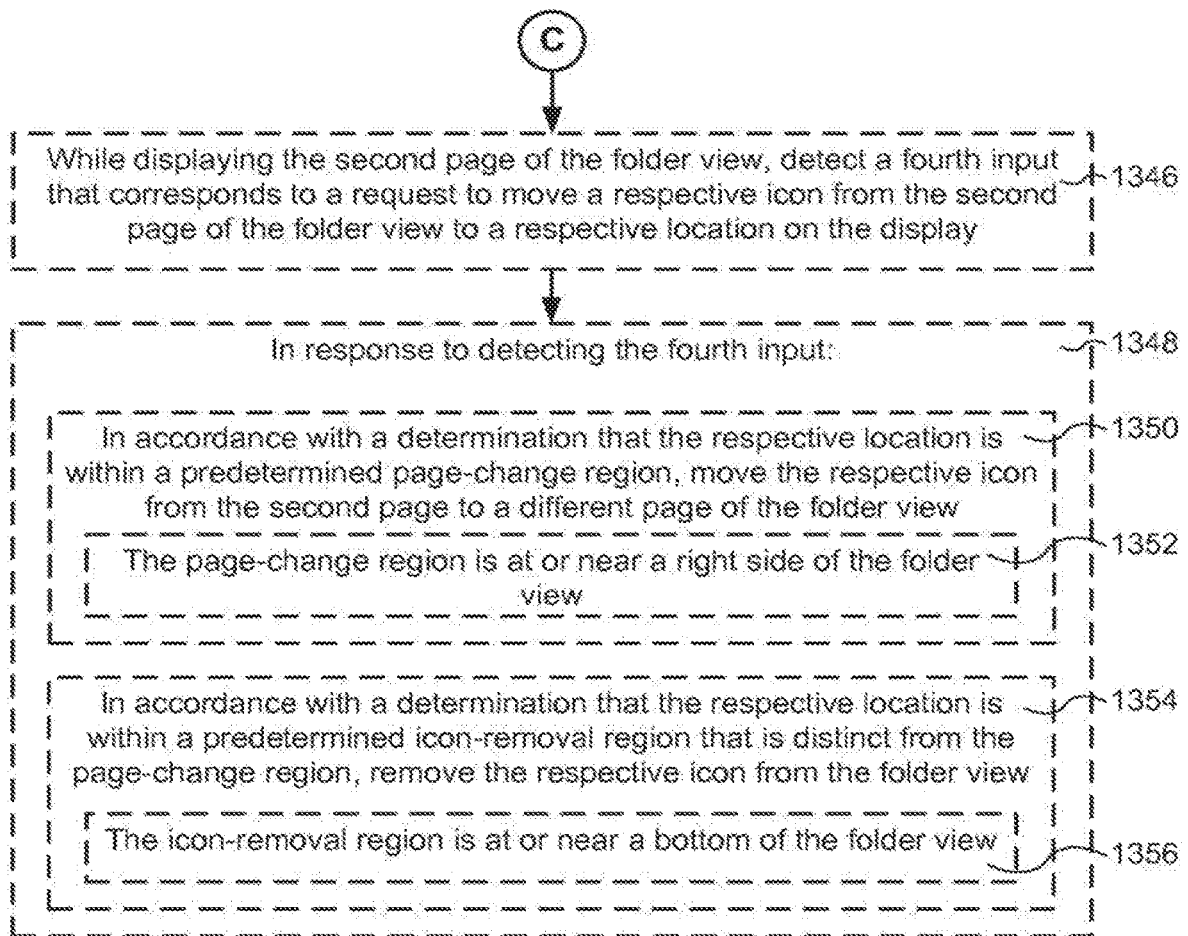 C
While displaying the second page of the folder view, detect a fourth input
that corresponds to a request to move a respective icon from the second
page of the folder view to a respective location on the display
1346
In response to detecting the fourth input:
1348
In accordance with a determination that the respective location is
within a predetermined page-change region, move the respective icon
from the second page to a different page of the folder view
1350
The page-change region is at or near a right side of the folder
view
1352
In accordance with a determination that the respective location is
within a predetermined icon-removal region that is distinct from the
page-change region, remove the respective icon from the folder view
1354
The icon-removal region is at or near a bottom of the folder view
1356